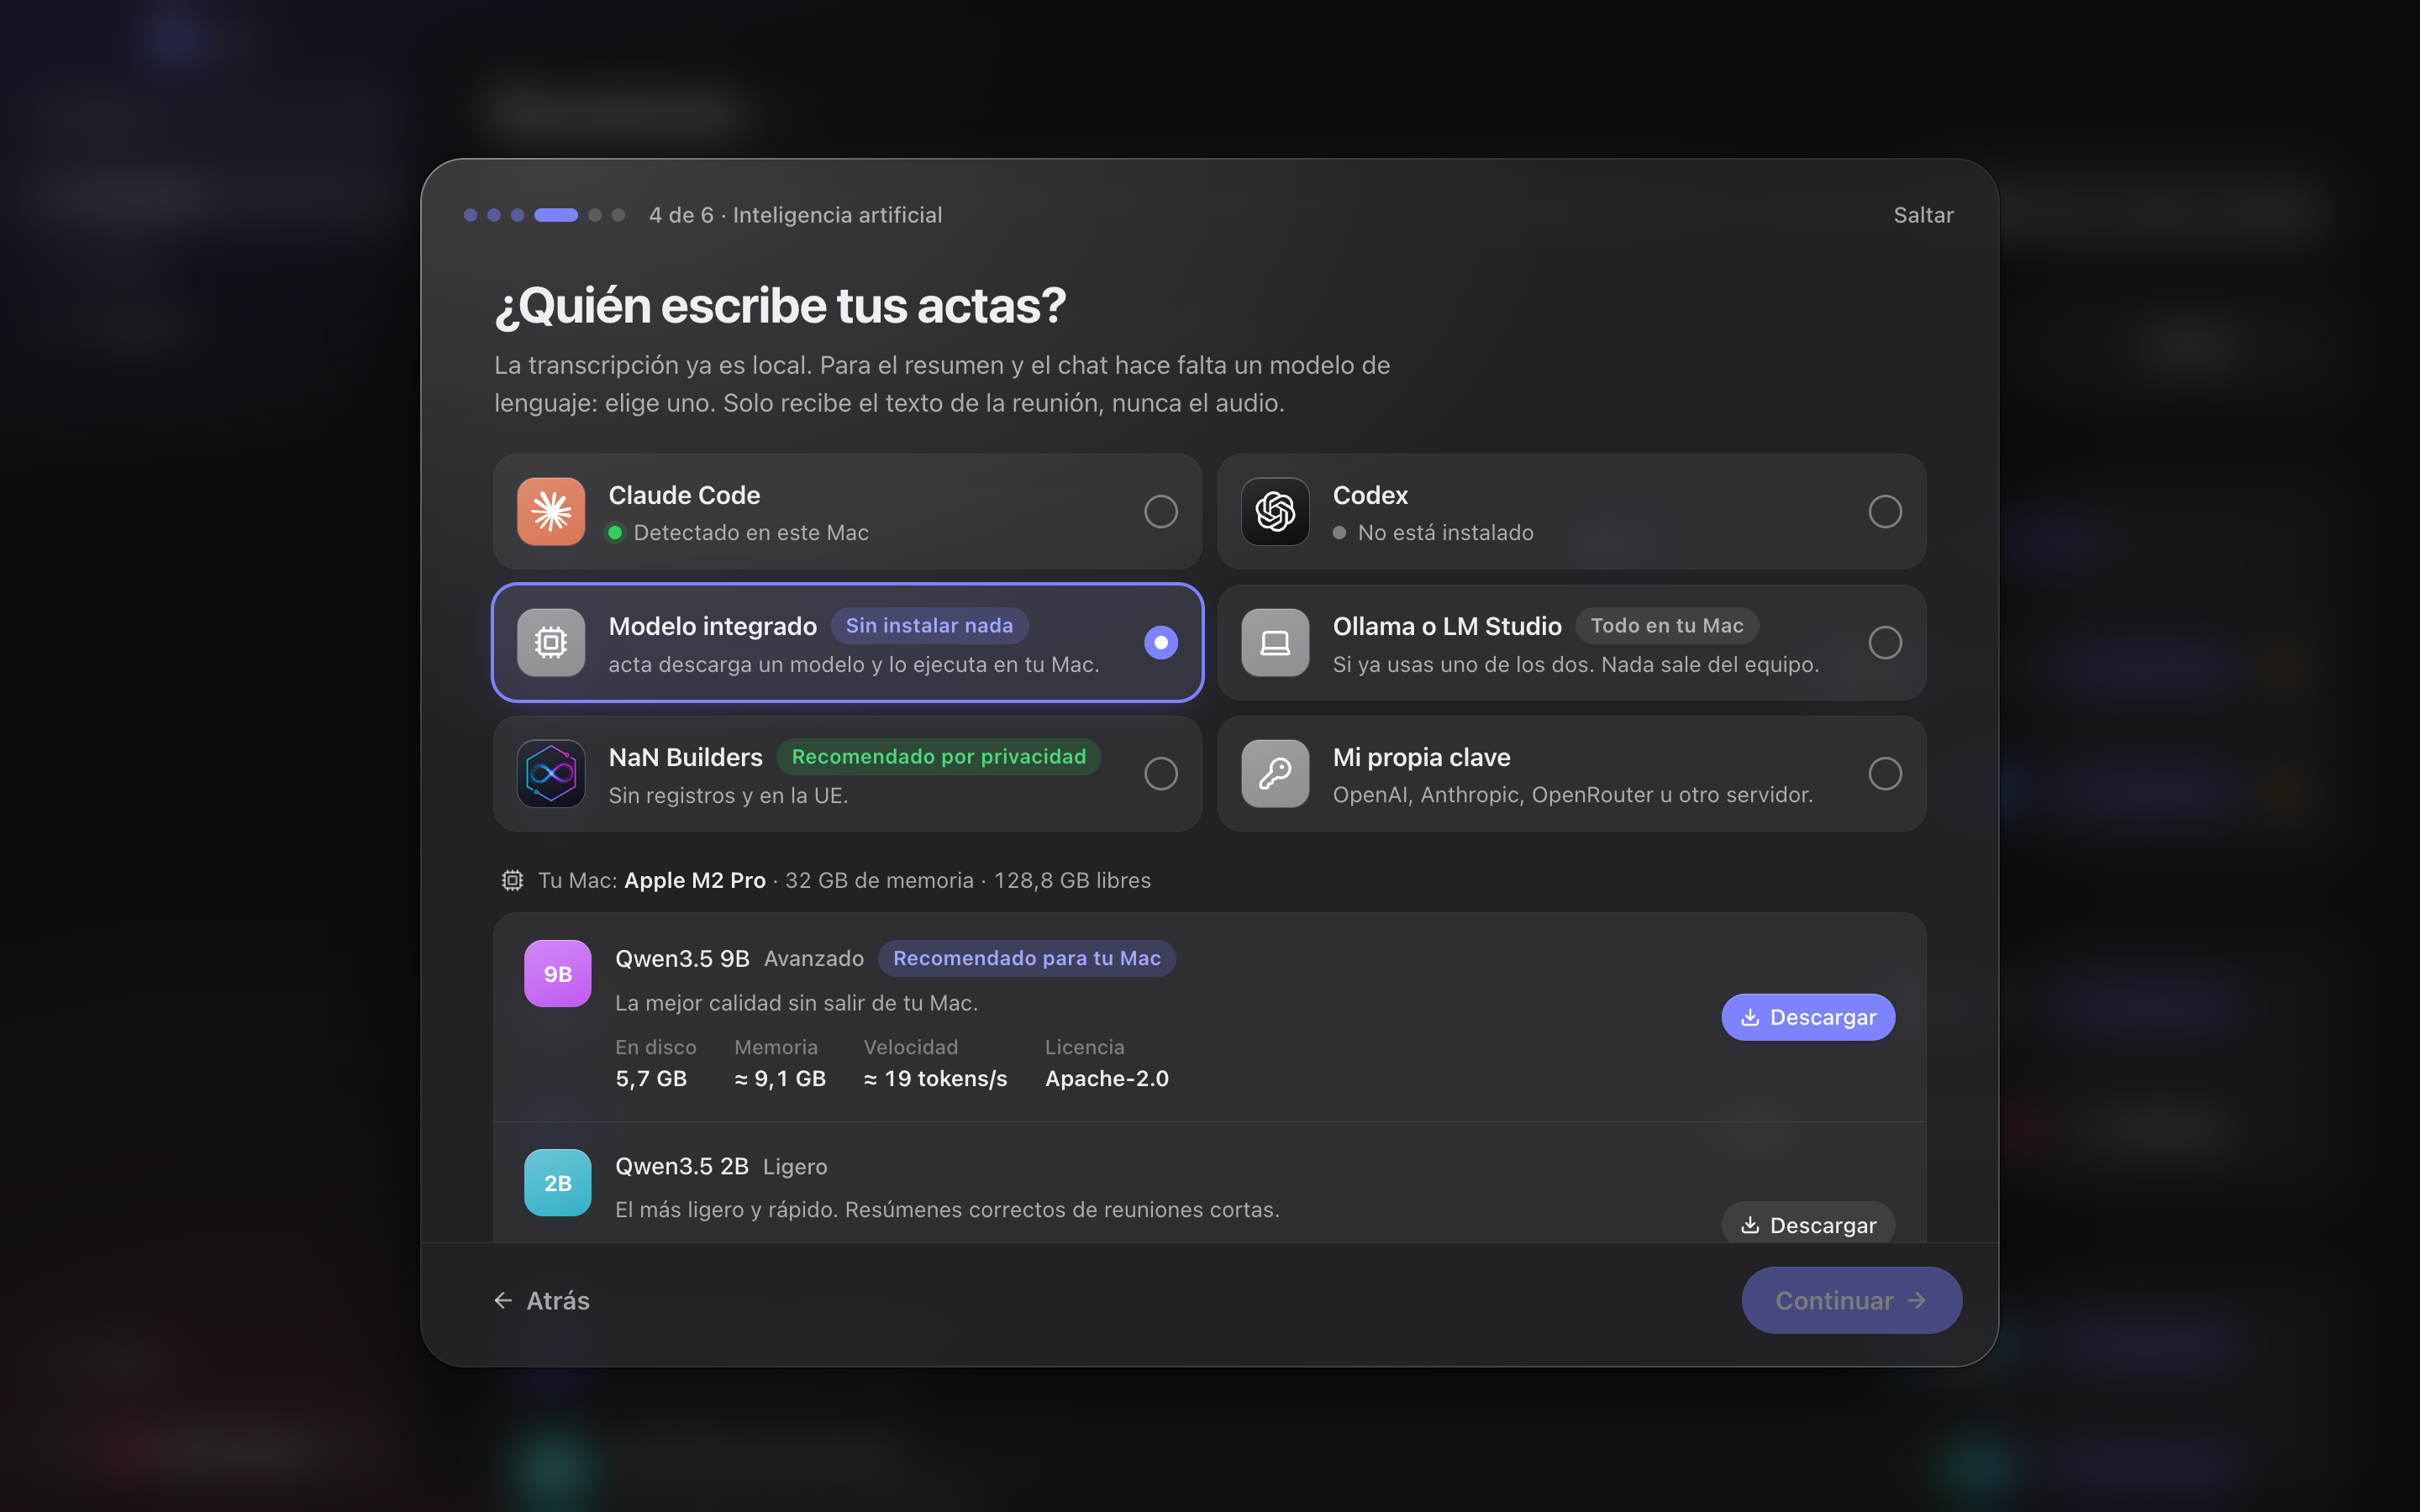 4 de 6 · Inteligencia artificial
Saltar
¿Quién escribe tus actas?
La transcripción ya es local. Para el resumen y el chat hace falta un modelo de
lenguaje: elige uno. Solo recibe el texto de la reunión, nunca el audio.
Claude Code
Detectado en este Mac
Codex
No está instalado
Modelo integrado Sin instalar nada
acta descarga un modelo y lo ejecuta en tu Mac.
Ollama o LM Studio Todo en tu Mac
Si ya usas uno de los dos. Nada sale del equipo.
NaN Builders Recomendado por privacidad
Sin registros y en la UE.
Mi propia clave
OpenAI, Anthropic, OpenRouter u otro servidor.
Tu Mac: Apple M2 Pro · 32 GB de memoria · 128,8 GB libres
9B
Qwen3.5 9B Avanzado Recomendado para tu Mac
La mejor calidad sin salir de tu Mac.
En disco Memoria Velocidad Licencia
5,7 GB ≈ 9,1 GB ≈ 19 tokens/s Apache-2.0
Descargar
2B
Qwen3.5 2B Ligero
El más ligero y rápido. Resúmenes correctos de reuniones cortas.
Descargar
← Atrás
Continuar →